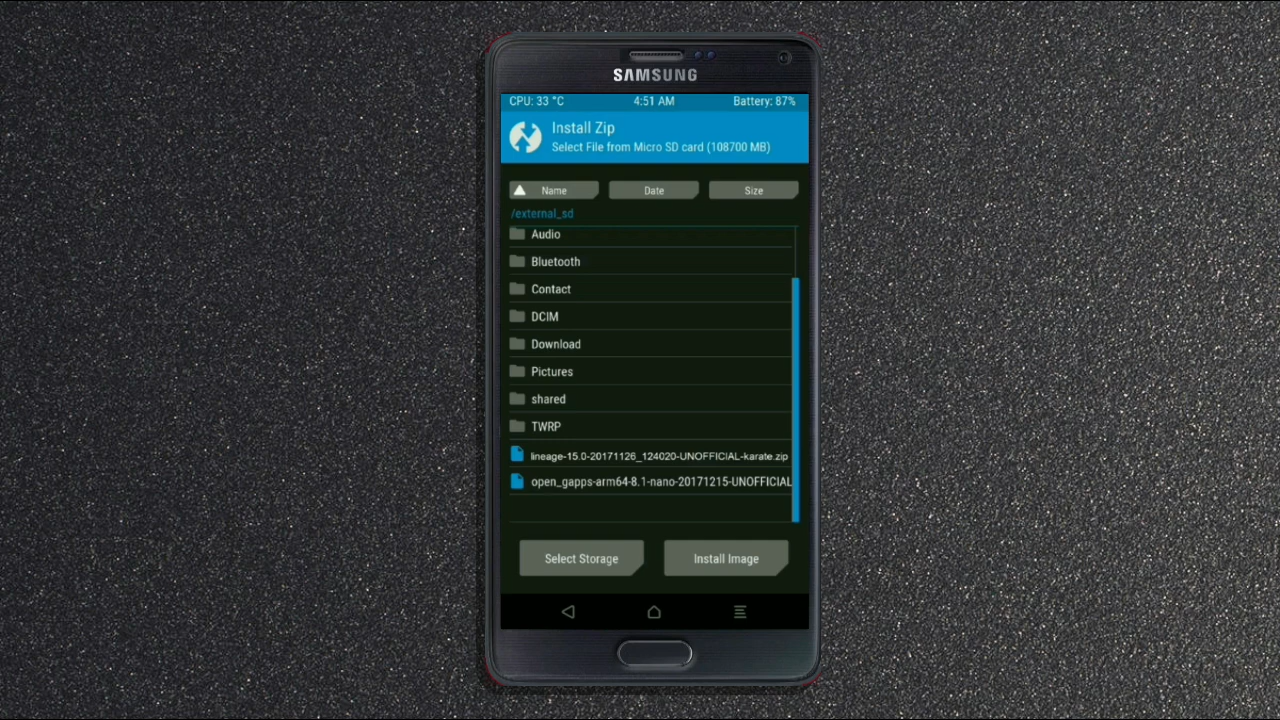 SAMSUNG
CPU: 33 °C 4:51 AM Battery: 87%
Install Zip
Select File from Micro SD card (108700 MB)
Name Date Size
/external_sd
Audio
Bluetooth
Contact
DCIM
Download
Pictures
shared
TWRP
lineage-15.0-20171126_124020-UNOFFICIAL-karate.zip
open_gapps-arm64-8.1-nano-20171215-UNOFFICIAL
Select Storage Install Image